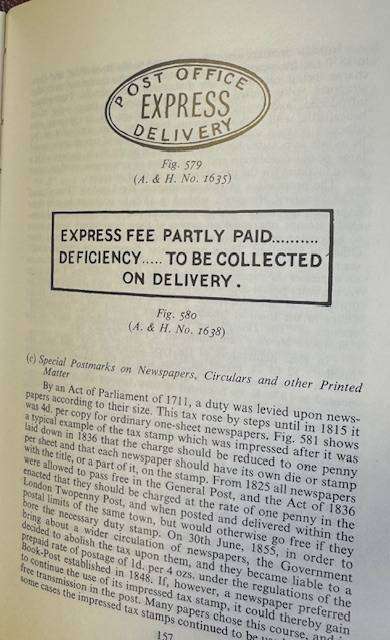 POST OFFICE
EXPRESS
DELIVERY
Fig. 579
(A. & H. No. 1635)
EXPRESS FEE PARTLY PAID..........
DEFICIENCY..... TO BE COLLECTED
ON DELIVERY.
Fig. 580
(A. & H. No. 1638)
(c) Special Postmarks on Newspapers, Circulars and other Printed
Matter
By an Act of Parliament of 1711, a duty was levied upon news-
papers according to their size. This tax rose by steps until in 1815 it
was 4d. per copy for ordinary one-sheet newspapers. Fig. 581 shows
a typical example of the tax stamp which was impressed after it was
laid down in 1836 that the charge should be reduced to one penny
per sheet and that each newspaper should have its own die or stamp
with the title, or a part of it, on the stamp. From 1825 all newspapers
were allowed to pass free in the General Post, and the Act of 1836
enacted that they should be charged at the rate of one penny in the
London Twopenny Post, and when posted and delivered within the
postal limits of the same town, but would otherwise go free if they
bore the necessary duty stamp. On 30th June, 1855, in order to
bring about a wider circulation of newspapers, the Government
decided to abolish the tax upon them, and they became liable to a
prepaid rate of postage of 1d. per 4 ozs. under the regulations of the
Book-Post established in 1848. If, however, a newspaper preferred
to continue the use of its impressed tax stamp, it could thereby gain
free transmission in the post. Many papers chose this course, and in
some cases the impressed tax stamps continued to be
157